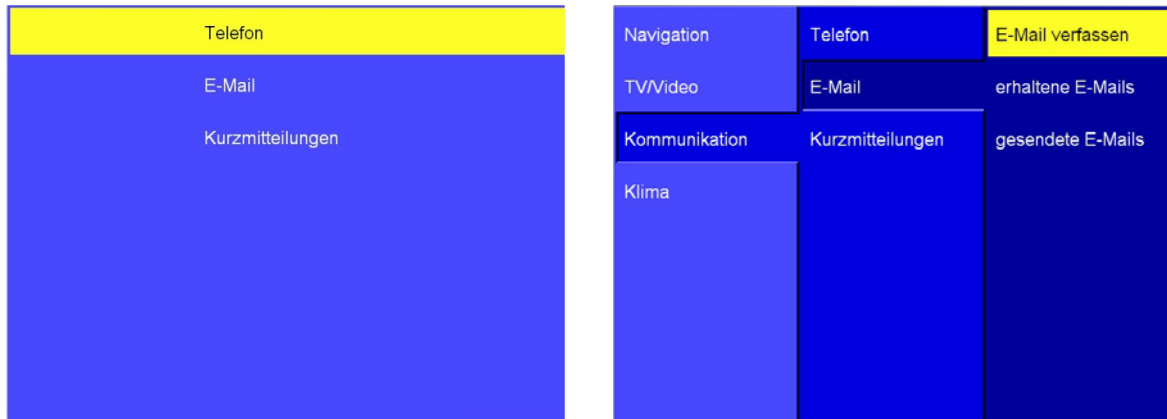 Telefon
E-Mail
Kurzmitteilungen
Navigation
TV/Video
Kommunikation
Klima
Telefon
E-Mail
Kurzmitteilungen
E-Mail verfassen
erhaltene E-Mails
gesendete E-Mails